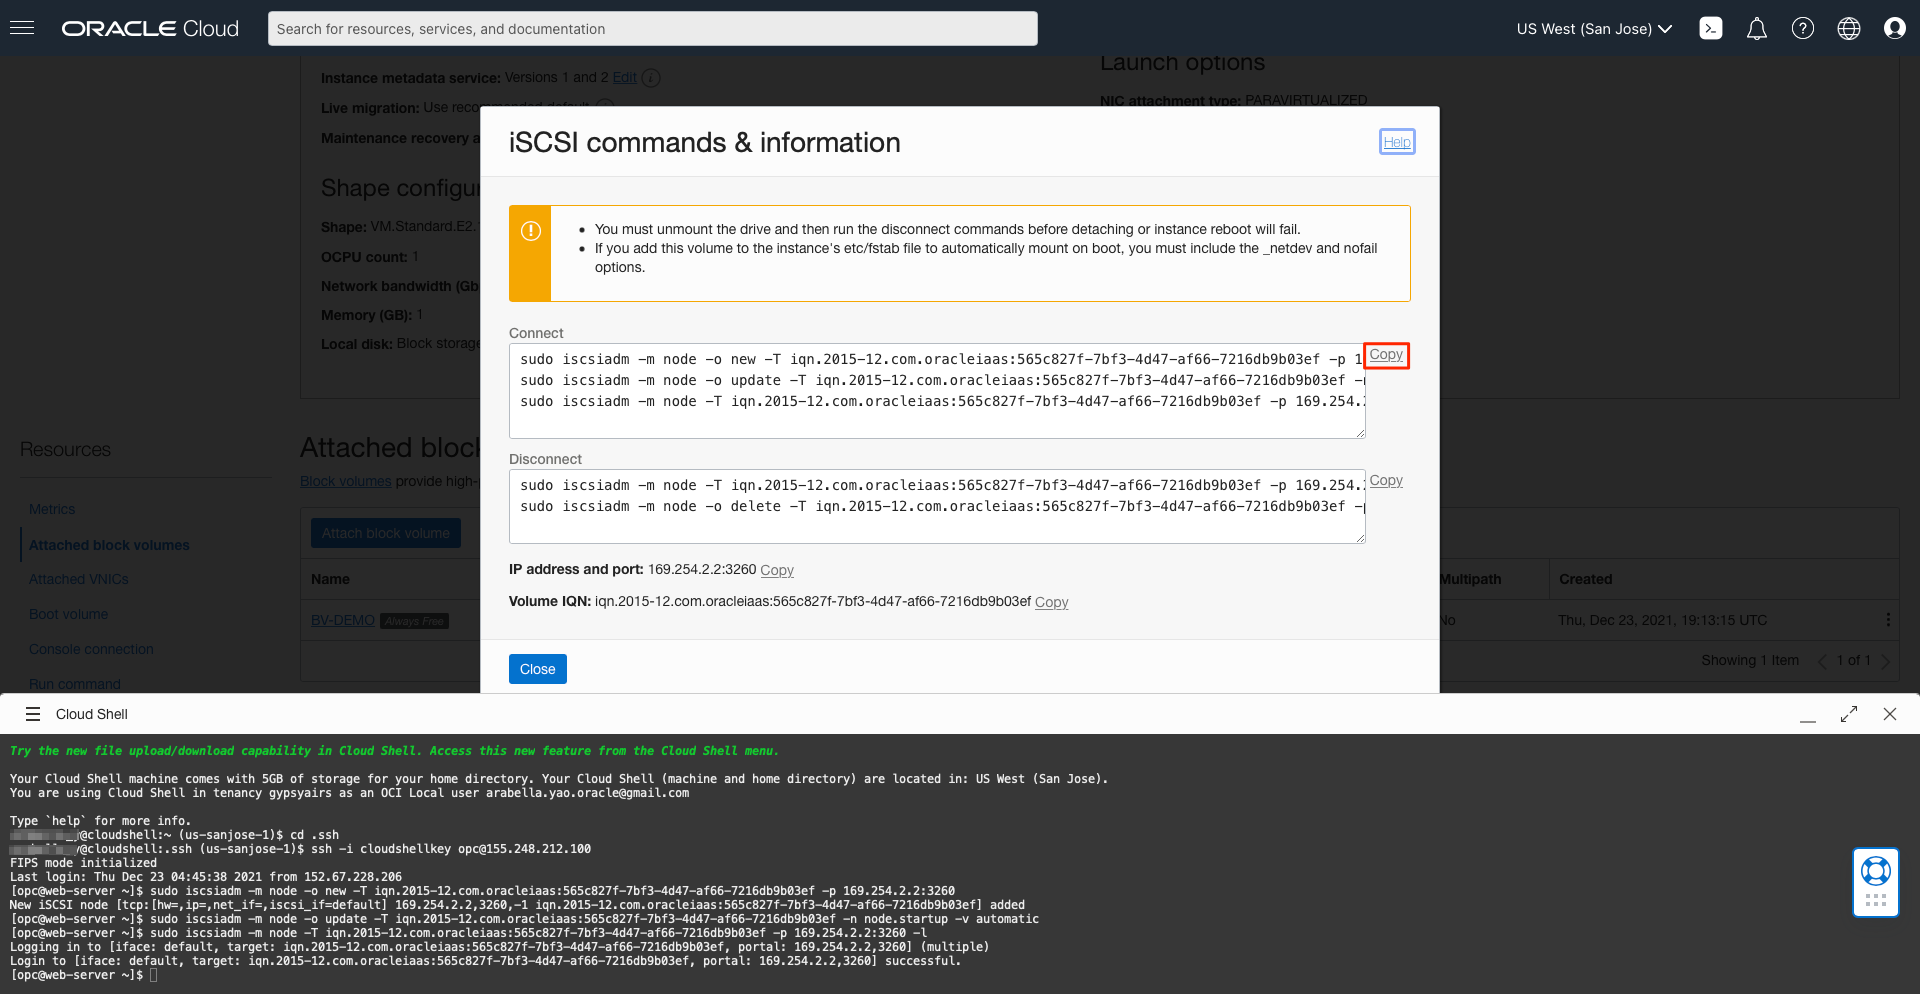 ORACLE Cloud
Search for resources, services, and documentation
US West (San Jose)
Instance metadata service: Versions 1 and 2 Edit
Live migration: Use recommended default
Maintenance recovery a
Launch options
NIC attachment type: PARAVIRTUALIZED
Shape configu
Shape: VM.Standard.E2.
OCPU count: 1
Network bandwidth (Gb
Memory (GB): 1
Local disk: Block storage
iSCSI commands & information
Help
• You must unmount the drive and then run the disconnect commands before detaching or instance reboot will fail.
• If you add this volume to the instance's etc/fstab file to automatically mount on boot, you must include the _netdev and nofail
options.
Connect
sudo iscsiadm -m node -o new -T iqn.2015-12.com.oracleiaas:565c827f-7bf3-4d47-af66-7216db9b03ef -p 1
Copy
sudo iscsiadm -m node -o update -T iqn.2015-12.com.oracleiaas:565c827f-7bf3-4d47-af66-7216db9b03ef -n
sudo iscsiadm -m node -T iqn.2015-12.com.oracleiaas:565c827f-7bf3-4d47-af66-7216db9b03ef -p 169.254.2
Disconnect
sudo iscsiadm -m node -T iqn.2015-12.com.oracleiaas:565c827f-7bf3-4d47-af66-7216db9b03ef -p 169.254.2
Copy
sudo iscsiadm -m node -o delete -T iqn.2015-12.com.oracleiaas:565c827f-7bf3-4d47-af66-7216db9b03ef -p
IP address and port: 169.254.2.2:3260 Copy
Volume IQN: iqn.2015-12.com.oracleiaas:565c827f-7bf3-4d47-af66-7216db9b03ef Copy
Close
Resources
Metrics
Attached block volumes
Attached VNICs
Boot volume
Console connection
Run command
Attached block
Block volumes provide high-
Attach block volume
Name
Multipath
Created
BV-DEMO Always Free
No
Thu, Dec 23, 2021, 19:13:15 UTC
Showing 1 Item < 1 of 1 >
Cloud Shell
Try the new file upload/download capability in Cloud Shell. Access this new feature from the Cloud Shell menu.
Your Cloud Shell machine comes with 5GB of storage for your home directory. Your Cloud Shell (machine and home directory) are located in: US West (San Jose).
You are using Cloud Shell in tenancy gypsyairs as an OCI Local user arabella.yao.oracle@gmail.com
Type `help` for more info.
@cloudshell:~ (us-sanjose-1)$ cd .ssh
y@cloudshell:.ssh (us-sanjose-1)$ ssh -i cloudshellkey opc@155.248.212.100
FIPS mode initialized
Last login: Thu Dec 23 04:45:38 2021 from 152.67.228.206
[opc@web-server ~]$ sudo iscsiadm -m node -o new -T iqn.2015-12.com.oracleiaas:565c827f-7bf3-4d47-af66-7216db9b03ef -p 169.254.2.2:3260
New iSCSI node [tcp:[hw=,ip=,net_if=,iscsi_if=default] 169.254.2.2,3260,-1 iqn.2015-12.com.oracleiaas:565c827f-7bf3-4d47-af66-7216db9b03ef] added
[opc@web-server ~]$ sudo iscsiadm -m node -o update -T iqn.2015-12.com.oracleiaas:565c827f-7bf3-4d47-af66-7216db9b03ef -n node.startup -v automatic
[opc@web-server ~]$ sudo iscsiadm -m node -T iqn.2015-12.com.oracleiaas:565c827f-7bf3-4d47-af66-7216db9b03ef -p 169.254.2.2:3260 -l
Logging in to [iface: default, target: iqn.2015-12.com.oracleiaas:565c827f-7bf3-4d47-af66-7216db9b03ef, portal: 169.254.2.2,3260] (multiple)
Login to [iface: default, target: iqn.2015-12.com.oracleiaas:565c827f-7bf3-4d47-af66-7216db9b03ef, portal: 169.254.2.2,3260] successful.
[opc@web-server ~]$